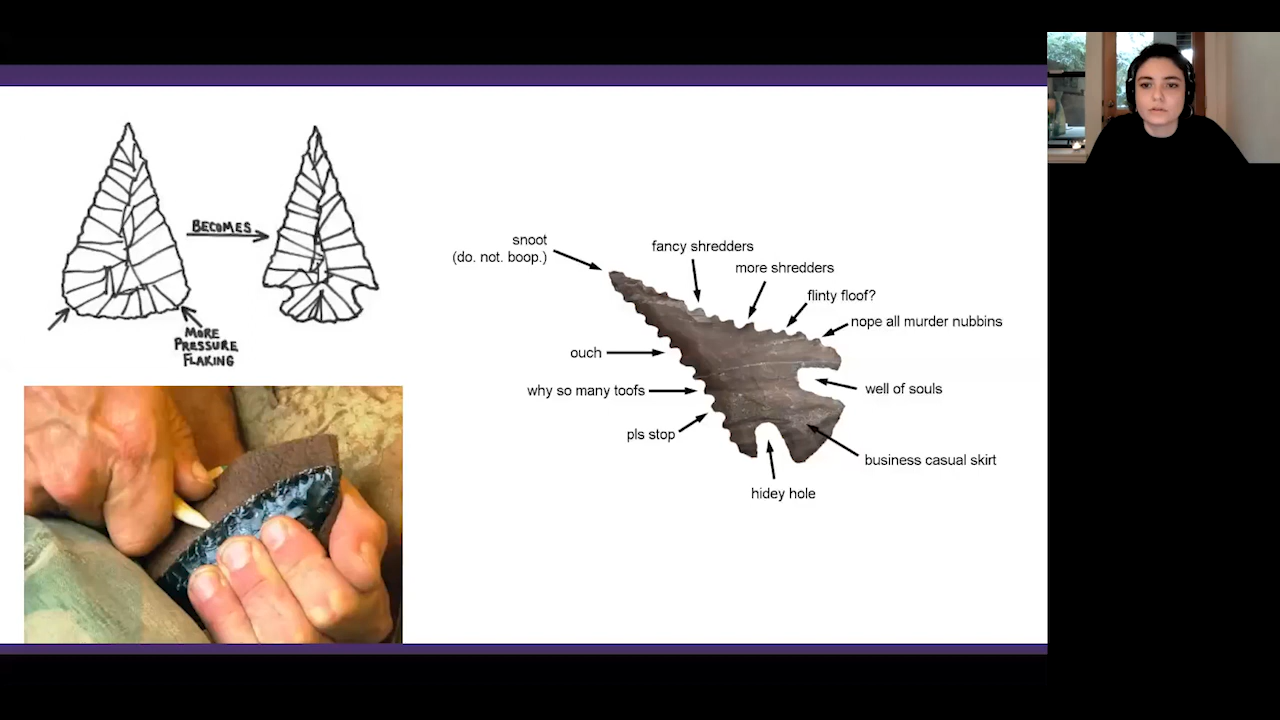 BECOMES
MORE
PRESSURE
FLAKING
snoot
(do. not. boop.)
fancy shredders
more shredders
flinty floof?
nope all murder nubbins
ouch
why so many toofs
pls stop
well of souls
business casual skirt
hidey hole